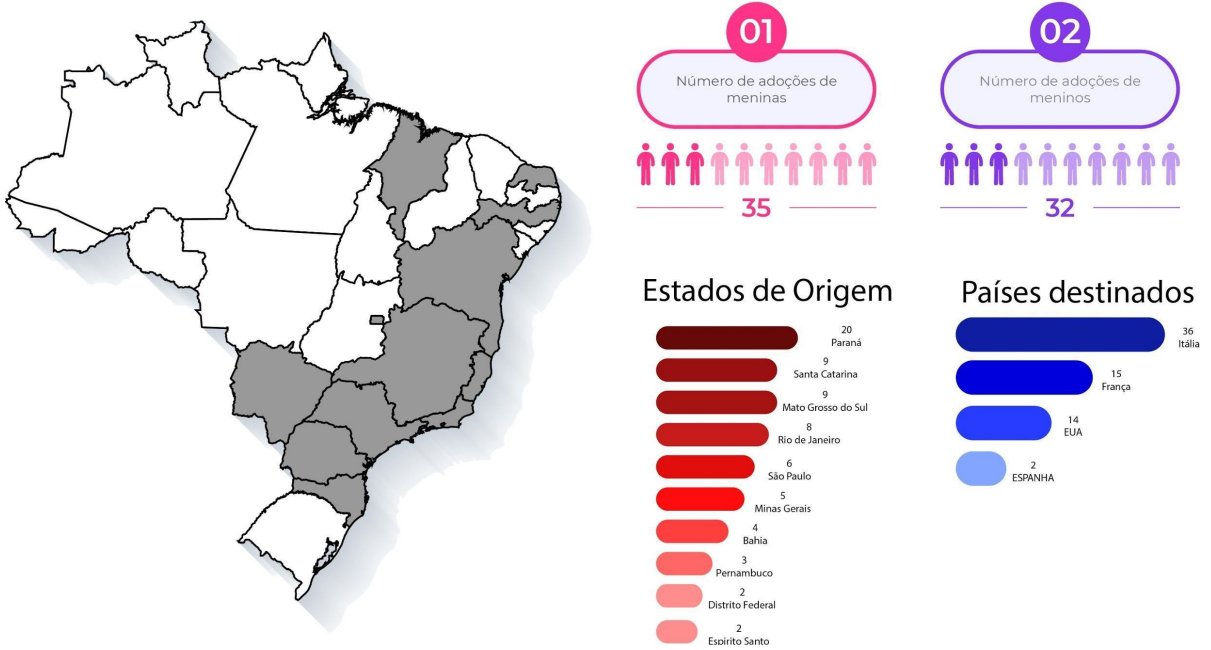 01
Número de adoções de
meninas
35
02
Número de adoções de
meninos
32
Estados de Origem
20
Paraná
9
Santa Catarina
9
Mato Grosso do Sul
8
Rio de Janeiro
6
São Paulo
5
Minas Gerais
4
Bahia
3
Pernambuco
2
Distrito Federal
2
Espirito Santo
Países destinados
36
Itália
15
França
14
EUA
2
ESPANHA